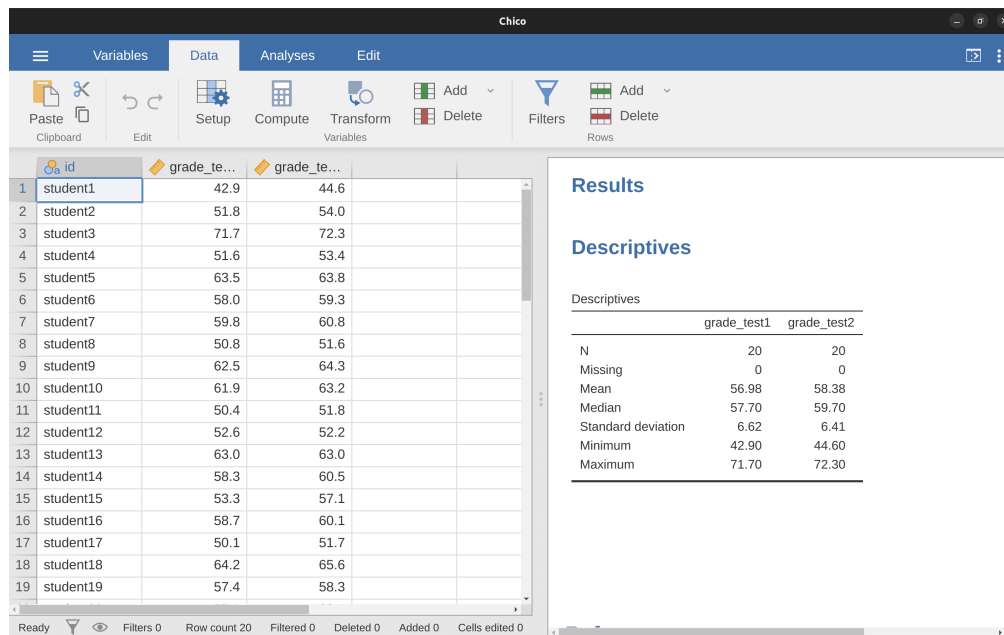 Chico
Variables Data Analyses Edit
Paste Setup Compute Transform Add Delete Filters Add Delete
Clipboard Edit Variables Rows
id grade_te... grade_te...
1 student1 42.9 44.6
2 student2 51.8 54.0
3 student3 71.7 72.3
4 student4 51.6 53.4
5 student5 63.5 63.8
6 student6 58.0 59.3
7 student7 59.8 60.8
8 student8 50.8 51.6
9 student9 62.5 64.3
10 student10 61.9 63.2
11 student11 50.4 51.8
12 student12 52.6 52.2
13 student13 63.0 63.0
14 student14 58.3 60.5
15 student15 53.3 57.1
16 student16 58.7 60.1
17 student17 50.1 51.7
18 student18 64.2 65.6
19 student19 57.4 58.3
Ready Filters 0 Row count 20 Filtered 0 Deleted 0 Added 0 Cells edited 0
Results
Descriptives
Descriptives
grade_test1 grade_test2
N 20 20
Missing 0 0
Mean 56.98 58.38
Median 57.70 59.70
Standard deviation 6.62 6.41
Minimum 42.90 44.60
Maximum 71.70 72.30